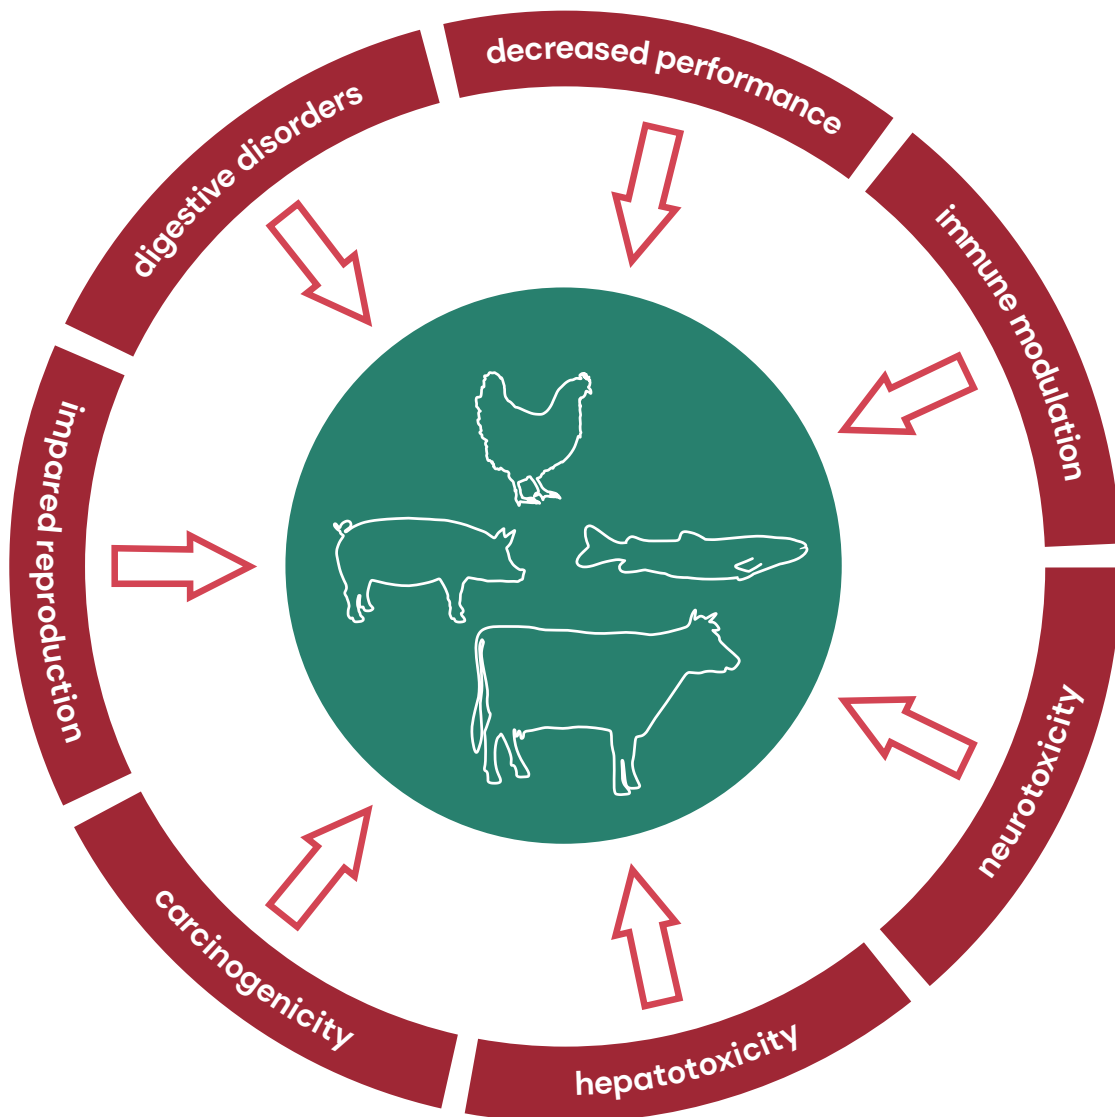 decreased performance
immune modulation
neurotoxicity
hepatotoxicity
carcinogenicity
impared reproduction
digestive disorders